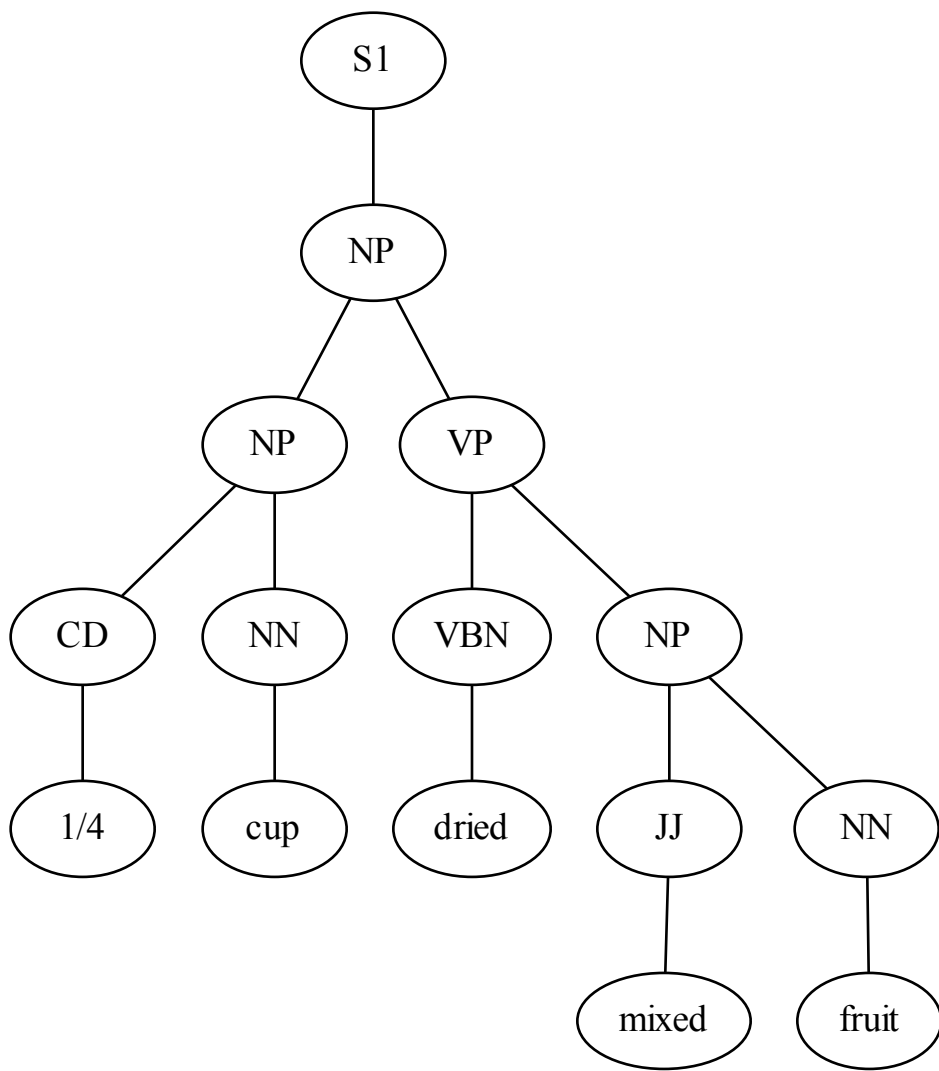 S1
NP
NP VP
CD NN VBN NP
1/4 cup dried JJ NN
mixed fruit